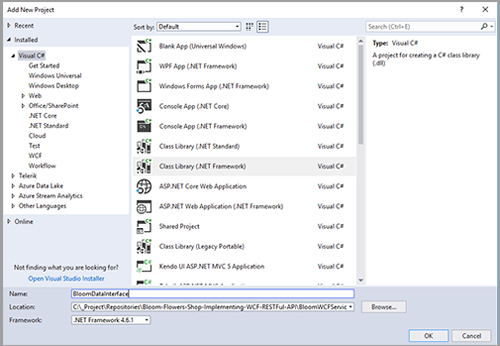 Add New Project
? ×
Recent
Sort by: Default
Search (Ctrl+E)
Installed
Visual C#
Get Started
Windows Universal
Windows Desktop
Web
Office/SharePoint
.NET Core
.NET Standard
Cloud
Test
WCF
Workflow
Telerik
Azure Data Lake
Azure Stream Analytics
Other Languages
Online
Not finding what you are looking for?
Open Visual Studio Installer
Blank App (Universal Windows) Visual C#
WPF App (.NET Framework) Visual C#
Windows Forms App (.NET Framework) Visual C#
Console App (.NET Core) Visual C#
Console App (.NET Framework) Visual C#
Class Library (.NET Standard) Visual C#
Class Library (.NET Framework) Visual C#
ASP.NET Core Web Application Visual C#
ASP.NET Web Application (.NET Framework) Visual C#
Shared Project Visual C#
Class Library (Legacy Portable) Visual C#
Kendo UI ASP.NET MVC 5 Application Visual C#
Type: Visual C#
A project for creating a C# class library
(.dll)
Name: BloomDataInterface
Location: C:\_Project\Repositories\Bloom-Flowers-Shop-Implementing-WCF-RESTFul-API\BloomWCFServic
Browse...
Framework: .NET Framework 4.6.1
OK
Cancel